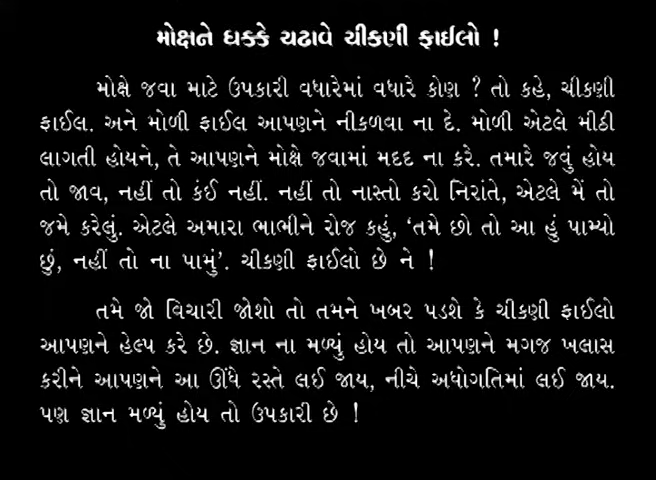 મોક્ષને ધક્કે ચઢાવે ચીકણી ફાઈલો !
મોક્ષે જવા માટે ઉપકારી વધારેમાં વધારે કોણ ? તો કહે, ચીકણી
ફાઈલ. અને મોળી ફાઈલ આપણને નીકળવા ના દે. મોળી એટલે મીઠી
લાગતી હોયને, તે આપણને મોક્ષે જવામાં મદદ ના કરે. તમારે જવું હોય
તો જાવ, નહીં તો કંઈ નહીં. નહીં તો નાસ્તો કરો નિરાંતે, એટલે મેં તો
જમે કરેલું. એટલે અમારા ભાભીને રોજ કહું, ‘તમે છો તો આ હું પામ્યો
છું, નહીં તો ના પામું’. ચીકણી ફાઈલો છે ને !
તમે જો વિચારી જોશો તો તમને ખબર પડશે કે ચીકણી ફાઈલો
આપણને હેલ્પ કરે છે. જ્ઞાન ના મળ્યું હોય તો આપણને મગજ ખલાસ
કરીને આપણને આ ઊંધે રસ્તે લઈ જાય, નીચે અધોગતિમાં લઈ જાય.
પણ જ્ઞાન મળ્યું હોય તો ઉપકારી છે !